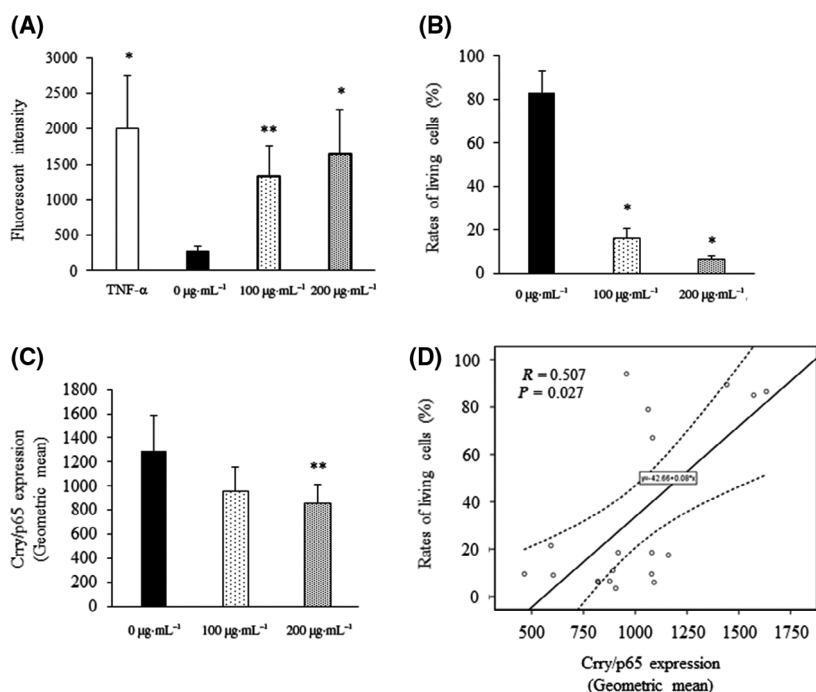 (A)
Fluorescent intensity
3000
2500
2000
1500
1000
500
0
*
**
*
TNF-α
0 µg·mL⁻¹
100 µg·mL⁻¹
200 µg·mL⁻¹
(B)
Rates of living cells (%)
100
80
60
40
20
0
*
*
0 µg·mL⁻¹
100 µg·mL⁻¹
200 µg·mL⁻¹
(C)
Crry/p65 expression
(Geometric mean)
1800
1600
1400
1200
1000
800
600
400
200
0
**
0 µg·mL⁻¹
100 µg·mL⁻¹
200 µg·mL⁻¹
(D)
Rates of living cells (%)
100
80
60
40
20
0
R = 0.507
P = 0.027
y=-42.66+0.08*x
500
750
1000
1250
1500
1750
Crry/p65 expression
(Geometric mean)